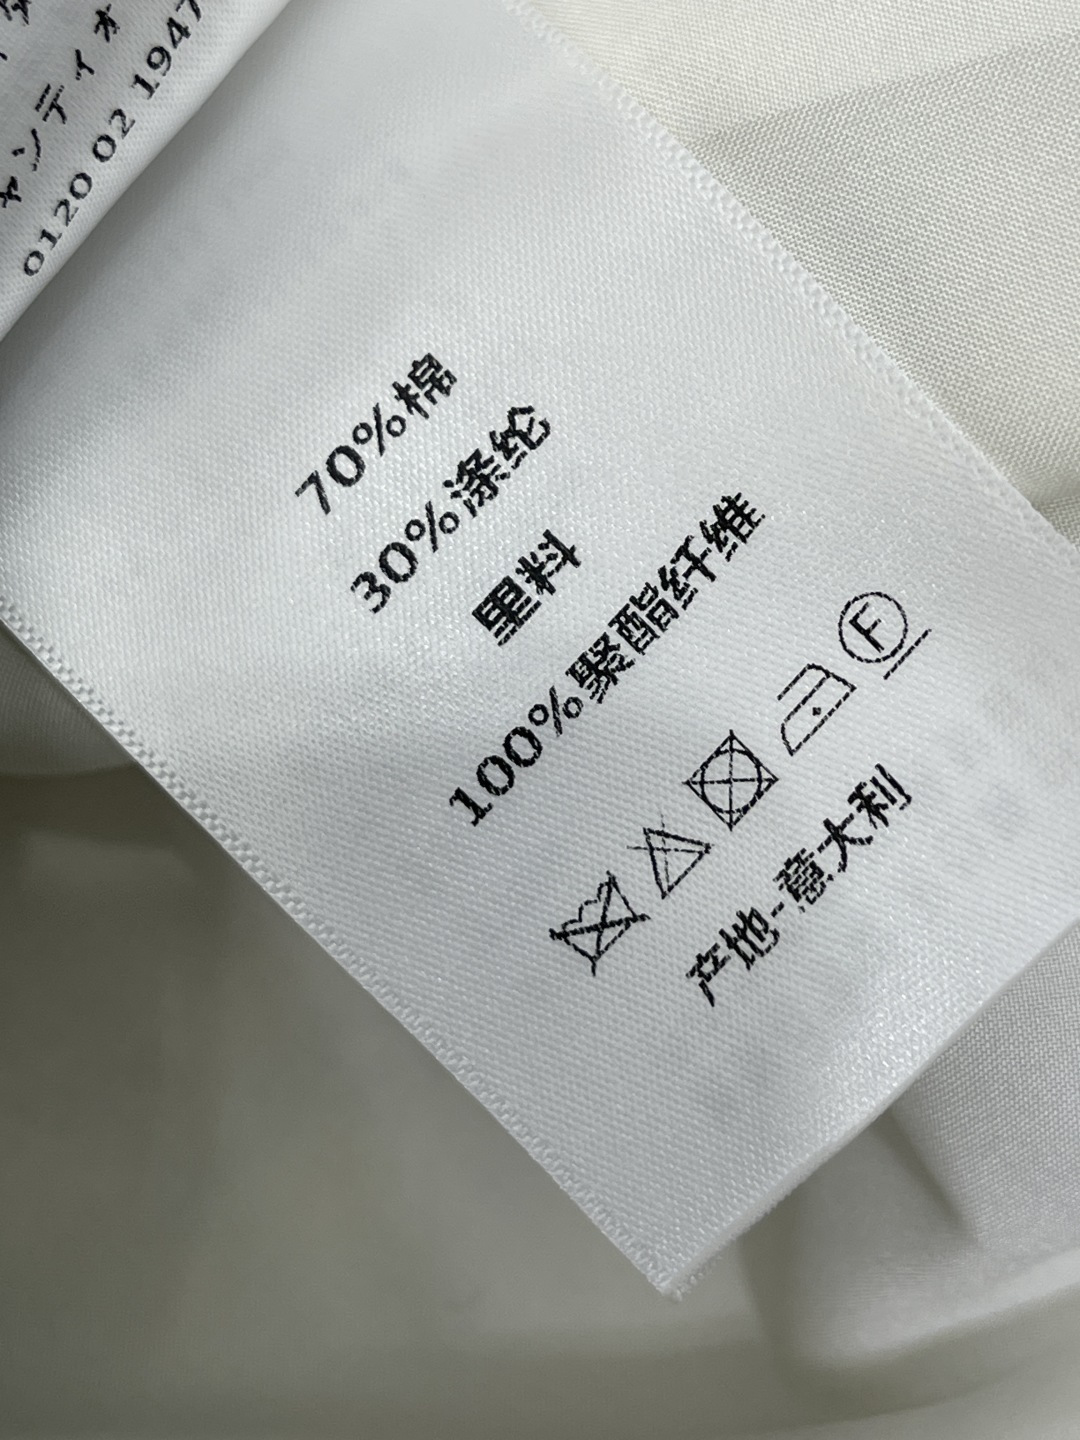 ャンディオ
0120 02 1947
70%棉
30%涤纶
里料
100%聚酯纤维
F
产地-意大利